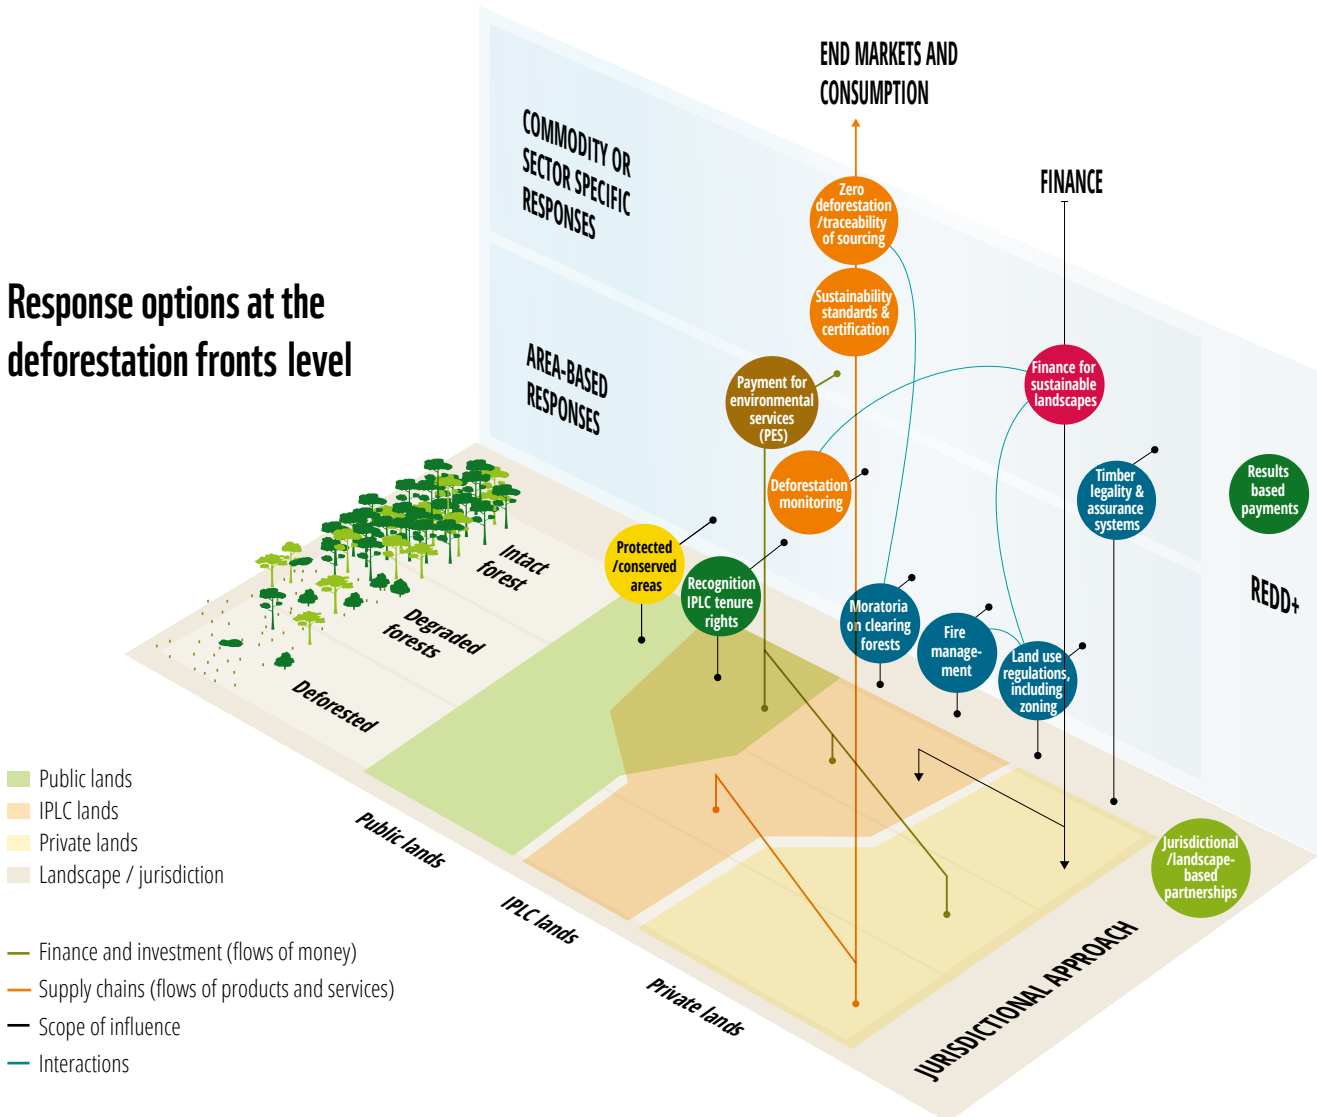 Response options at the
deforestation fronts level
COMMODITY OR
SECTOR SPECIFIC
RESPONSES
AREA-BASED
RESPONSES
END MARKETS AND
CONSUMPTION
FINANCE
Zero
deforestation
/traceability
of sourcing
Sustainability
standards &
certification
Payment for
environmental
services
(PES)
Finance for
sustainable
landscapes
Deforestation
monitoring
Timber
legality &
assurance
systems
Results
based
payments
Protected
/conserved
areas
Recognition
IPLC tenure
rights
Moratoria
on clearing
forests
Fire
manage-
ment
Land use
regulations,
including
zoning
REDD+
Intact
forest
Degraded
forests
Deforested
Jurisdictional
/landscape-
based
partnerships
Public lands
IPLC lands
Private lands
JURISDICTIONAL APPROACH
Public lands
IPLC lands
Private lands
Landscape / jurisdiction
Finance and investment (flows of money)
Supply chains (flows of products and services)
Scope of influence
Interactions